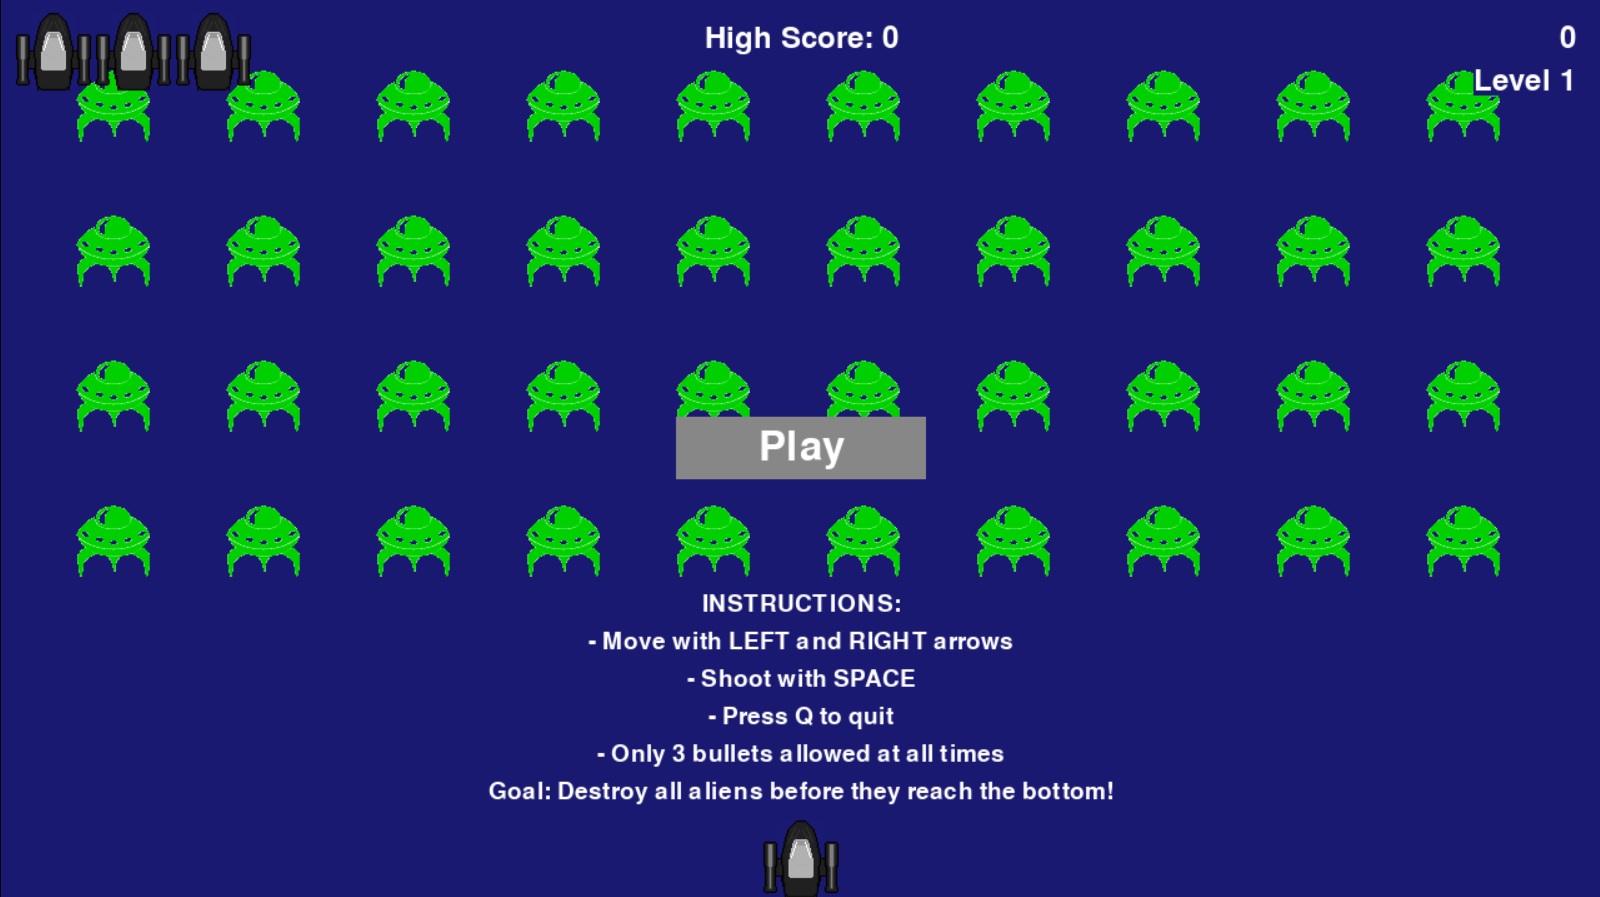 High Score: 0
0
Level 1
Play
INSTRUCTIONS:
- Move with LEFT and RIGHT arrows
- Shoot with SPACE
- Press Q to quit
- Only 3 bullets allowed at all times
Goal: Destroy all aliens before they reach the bottom!